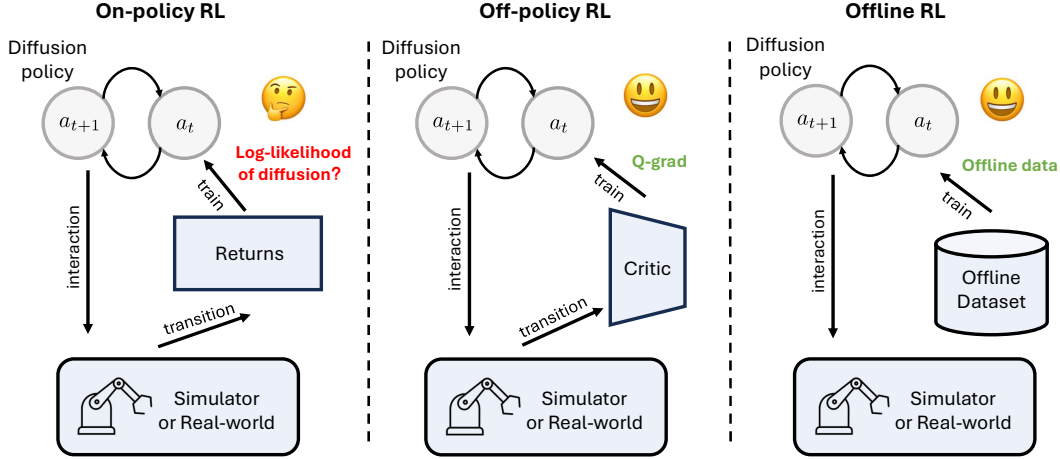 On-policy RL
Diffusion
policy
a_{t+1}
a_t
Log-likelihood
of diffusion?
train
interaction
Returns
transition
Simulator
or Real-world
Off-policy RL
Diffusion
policy
a_{t+1}
a_t
Q-grad
train
interaction
Critic
transition
Simulator
or Real-world
Offline RL
Diffusion
policy
a_{t+1}
a_t
Offline data
train
interaction
Offline
Dataset
Simulator
or Real-world